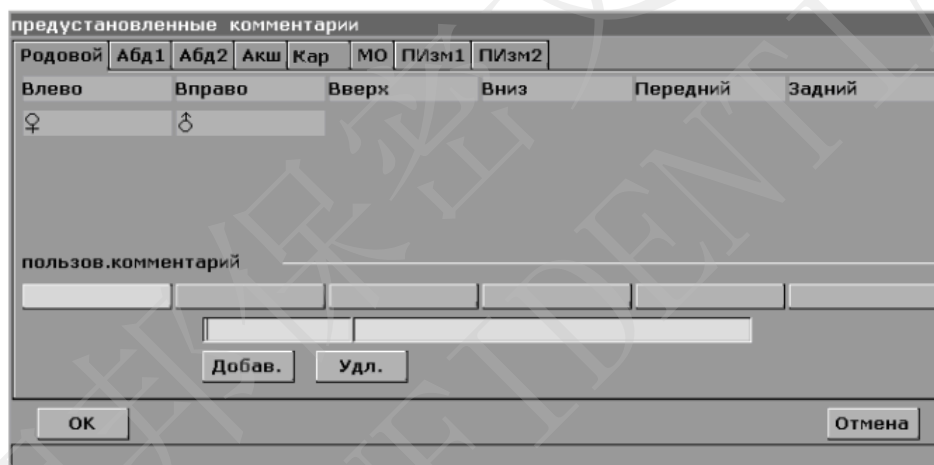 предустановленные комментарии
Родовой Абд1 Абд2 Акш Кар МО ПИзм1 ПИзм2
Влево Вправо Вверх Вниз Передний Задний
♀ ♂
пользов.комментарий
Добав. Удл.
OK Отмена